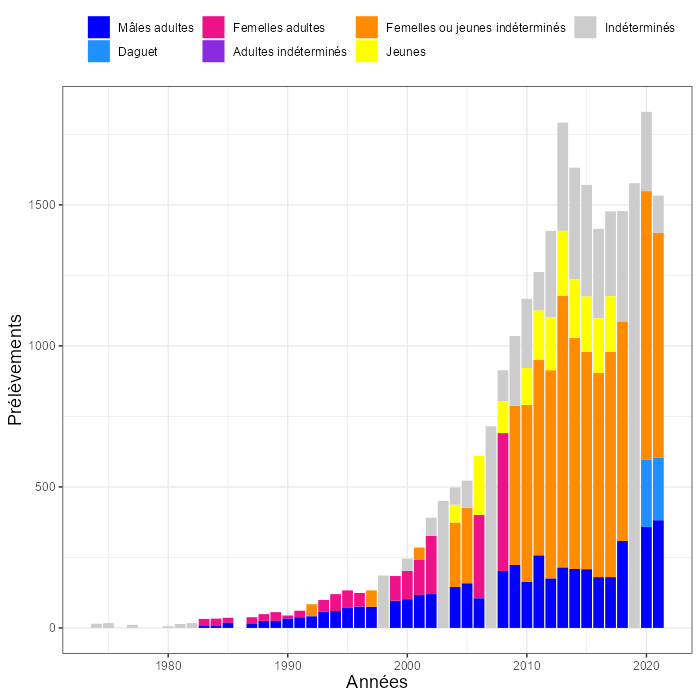 Mâles adultes Femelles adultes Femelles ou jeunes indéterminés Indéterminés
Daguet Adultes indéterminés Jeunes
1500
1000
500
0
Prélèvements
1980 1990 2000 2010 2020
Années